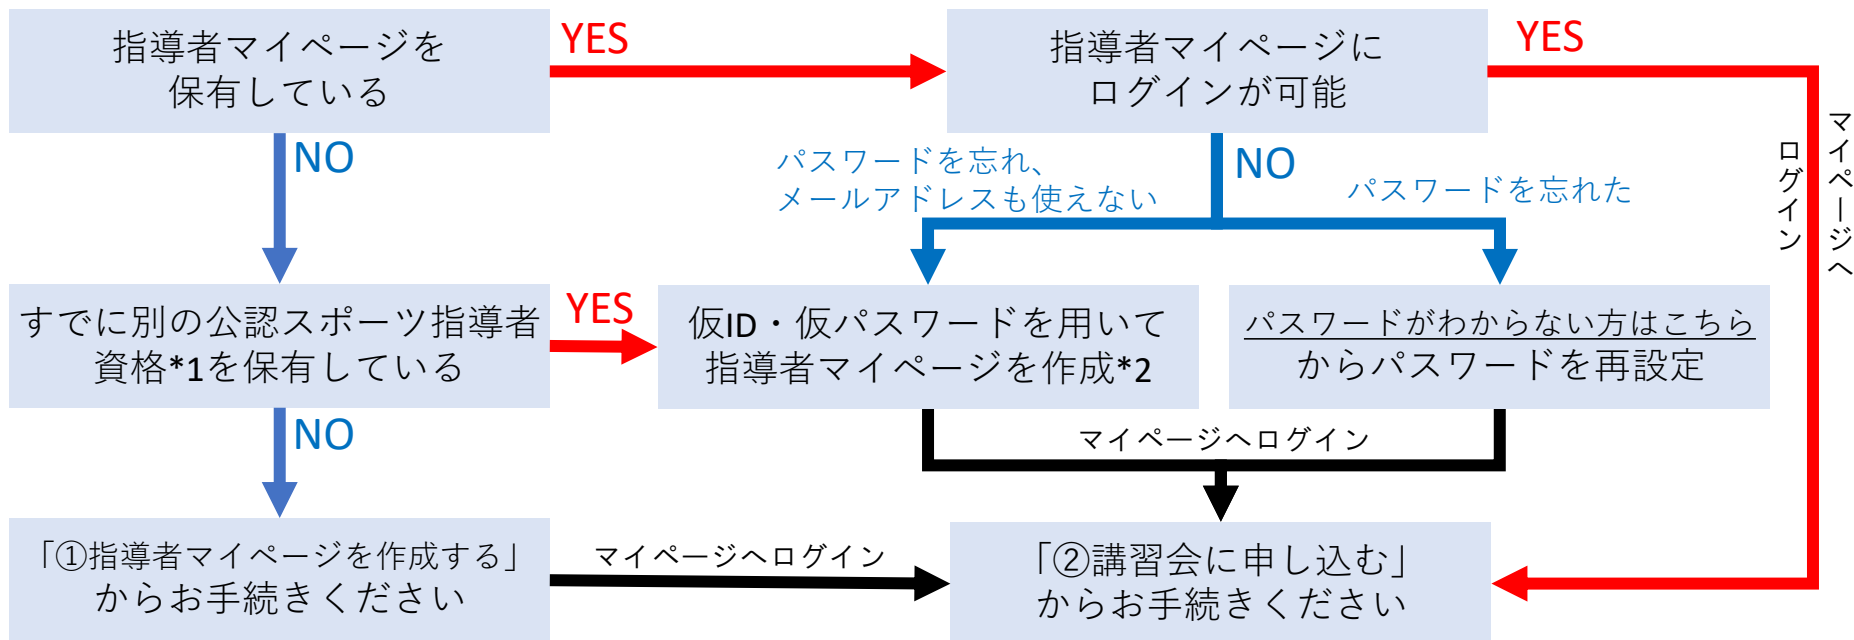 指導者マイページを
保有している
YES
指導者マイページに
ログインが可能
YES
マイページへ
ログイン
NO
パスワードを忘れ、
メールアドレスも使えない
NO
パスワードを忘れた
すでに別の公認スポーツ指導者
資格*1を保有している
YES
仮ID・仮パスワードを用いて
指導者マイページを作成*2
パスワードがわからない方はこちら
からパスワードを再設定
NO
マイページへログイン
「①指導者マイページを作成する」
からお手続きください
マイページへログイン
「②講習会に申し込む」
からお手続きください